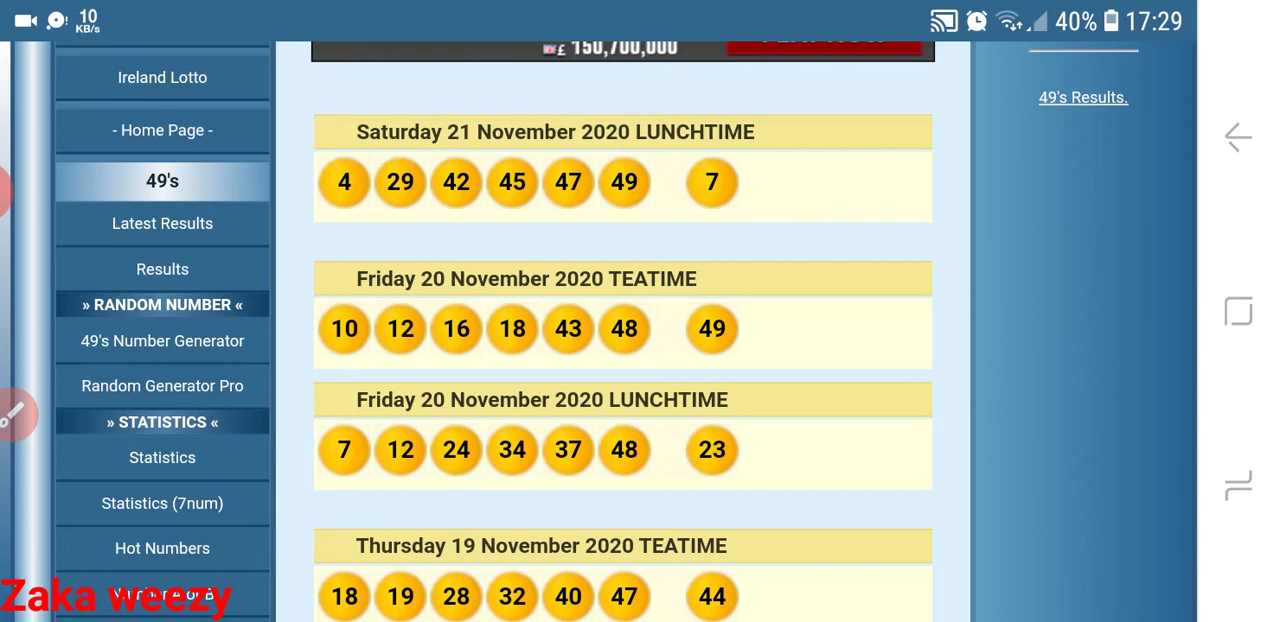 10
KB/s
40% 17:29
£ 150,700,000
Ireland Lotto
- Home Page -
49's
Latest Results
Results
» RANDOM NUMBER «
49's Number Generator
Random Generator Pro
» STATISTICS «
Statistics
Statistics (7num)
Hot Numbers
Zaka weezy
Saturday 21 November 2020 LUNCHTIME
4 29 42 45 47 49 7
Friday 20 November 2020 TEATIME
10 12 16 18 43 48 49
Friday 20 November 2020 LUNCHTIME
7 12 24 34 37 48 23
Thursday 19 November 2020 TEATIME
18 19 28 32 40 47 44
49's Results.